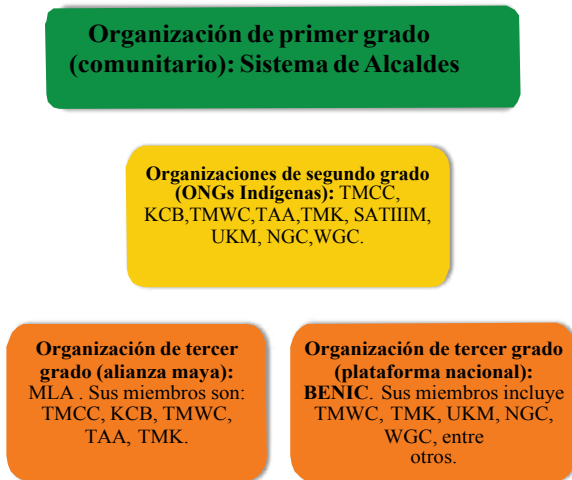 Organización de primer grado
(comunitario): Sistema de Alcaldes
Organizaciones de segundo grado
(ONGs Indígenas): TMCC,
KCB,TMWC,TAA,TMK, SATIIIM,
UKM, NGC,WGC.
Organización de tercer
grado (alianza maya):
MLA . Sus miembros son:
TMCC, KCB, TMWC,
TAA, TMK.
Organización de tercer grado
(plataforma nacional):
BENIC. Sus miembros incluye
TMWC, TMK, UKM, NGC,
WGC, entre
otros.